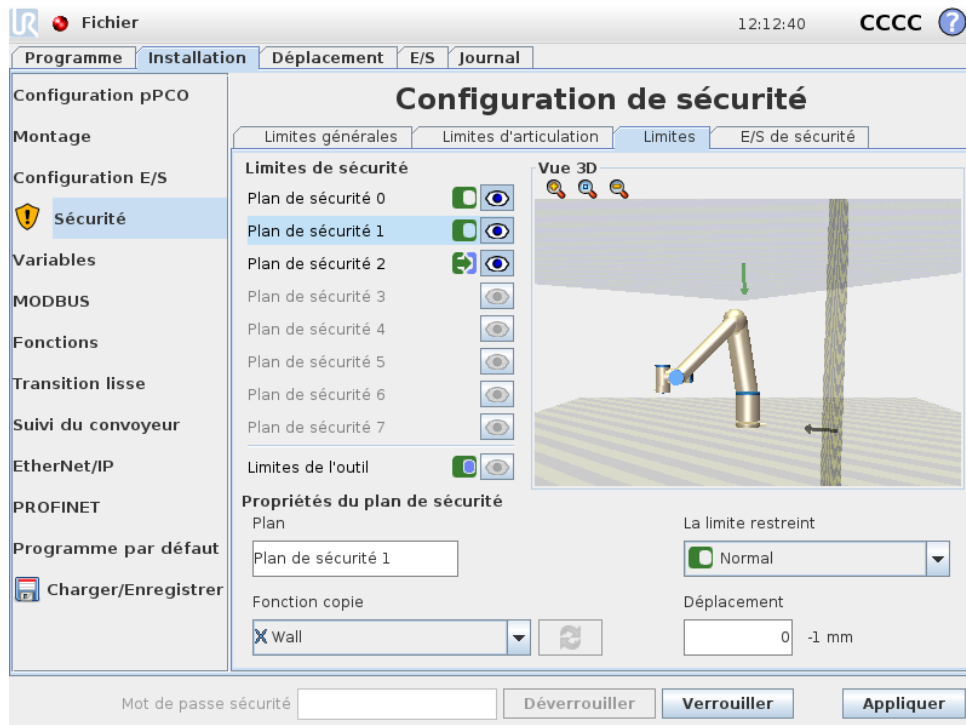 UR Fichier 12:12:40 CCCC ?
Programme Installation Déplacement E/S Journal
Configuration pPCO
Montage
Configuration E/S
Sécurité
Variables
MODBUS
Fonctions
Transition lisse
Suivi du convoyeur
EtherNet/IP
PROFINET
Programme par défaut
Charger/Enregistrer
Configuration de sécurité
Limites générales Limites d'articulation Limites E/S de sécurité
Limites de sécurité
Plan de sécurité 0
Plan de sécurité 1
Plan de sécurité 2
Plan de sécurité 3
Plan de sécurité 4
Plan de sécurité 5
Plan de sécurité 6
Plan de sécurité 7
Limites de l'outil
Vue 3D
Propriétés du plan de sécurité
Plan
Plan de sécurité 1
La limite restreint
Normal
Fonction copie
Wall
Déplacement
0 -1 mm
Mot de passe sécurité Déverrouiller Verrouiller Appliquer